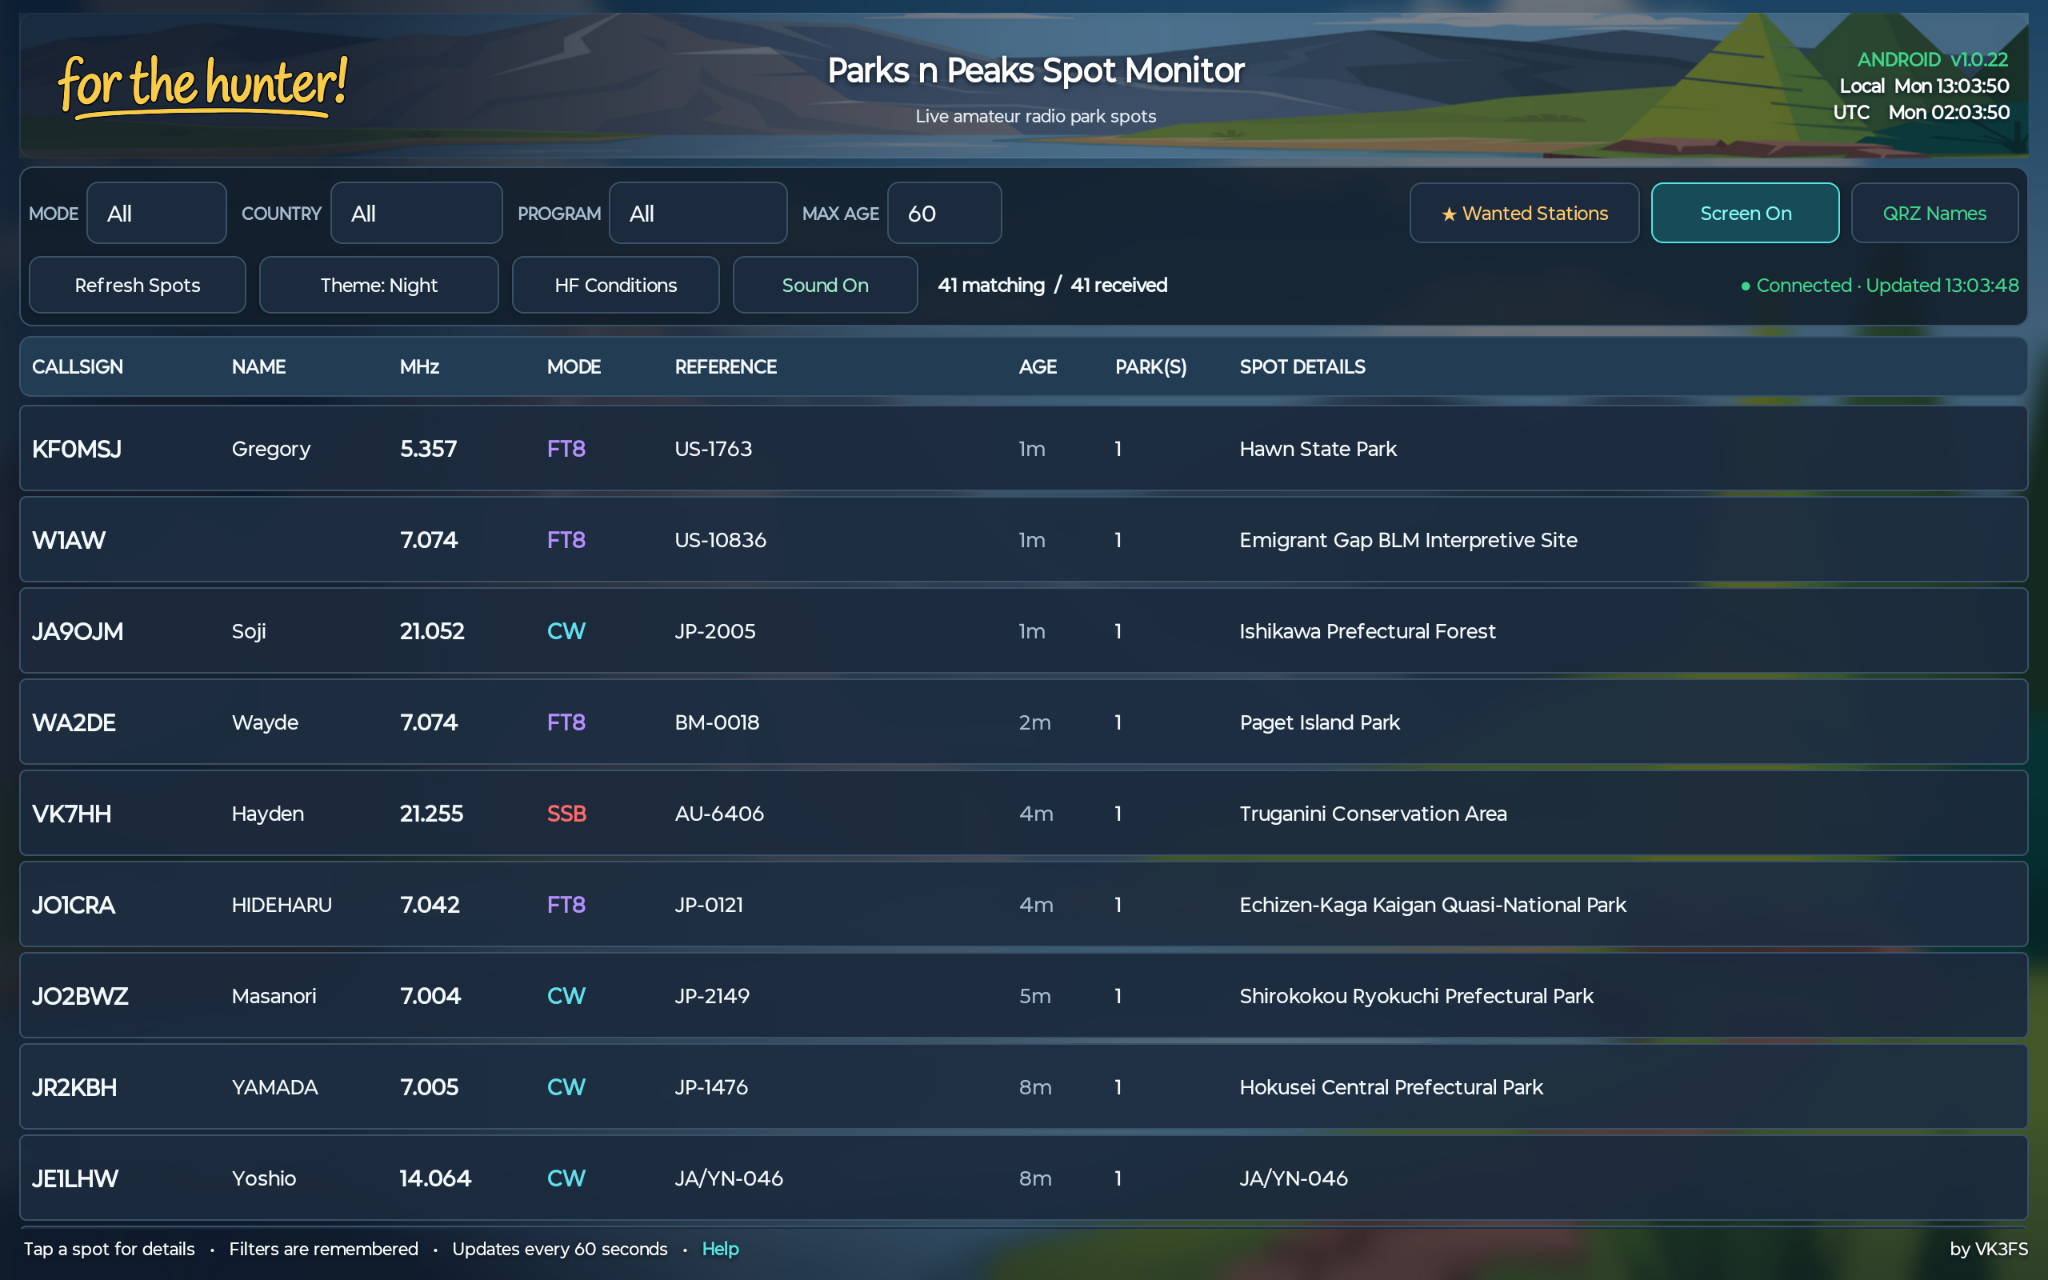 for the hunter!
Parks n Peaks Spot Monitor
Live amateur radio park spots
ANDROID v1.0.22
Local Mon 13:03:50
UTC Mon 02:03:50
MODE All COUNTRY All PROGRAM All MAX AGE 60 ★ Wanted Stations Screen On QRZ Names
Refresh Spots Theme: Night HF Conditions Sound On 41 matching / 41 received ● Connected · Updated 13:03:48
CALLSIGN NAME MHz MODE REFERENCE AGE PARK(S) SPOT DETAILS
KF0MSJ Gregory 5.357 FT8 US-1763 1m 1 Hawn State Park
W1AW 7.074 FT8 US-10836 1m 1 Emigrant Gap BLM Interpretive Site
JA9OJM Soji 21.052 CW JP-2005 1m 1 Ishikawa Prefectural Forest
WA2DE Wayde 7.074 FT8 BM-0018 2m 1 Paget Island Park
VK7HH Hayden 21.255 SSB AU-6406 4m 1 Truganini Conservation Area
JO1CRA HIDEHARU 7.042 FT8 JP-0121 4m 1 Echizen-Kaga Kaigan Quasi-National Park
JO2BWZ Masanori 7.004 CW JP-2149 5m 1 Shirokokou Ryokuchi Prefectural Park
JR2KBH YAMADA 7.005 CW JP-1476 8m 1 Hokusei Central Prefectural Park
JE1LHW Yoshio 14.064 CW JA/YN-046 8m 1 JA/YN-046
Tap a spot for details • Filters are remembered • Updates every 60 seconds • Help by VK3FS